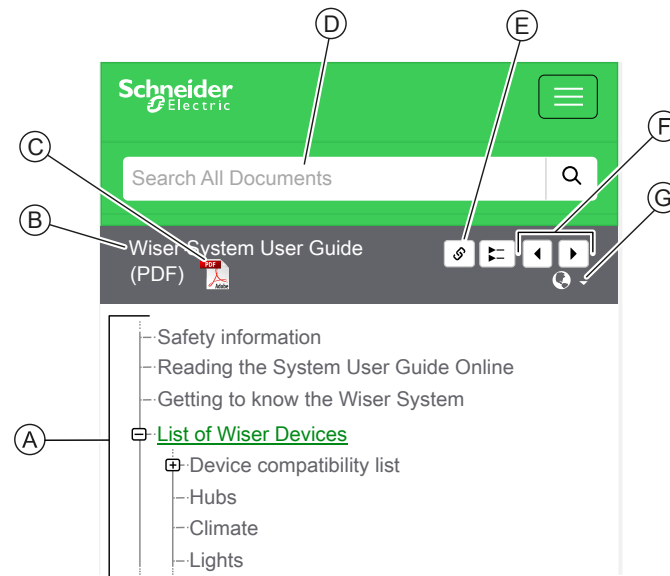 D
E
Schneider
Electric
F
C
Search All Documents
G
B
Wiser System User Guide
(PDF)
PDF
Adobe
Safety information
Reading the System User Guide Online
Getting to know the Wiser System
A
List of Wiser Devices
Device compatibility list
Hubs
Climate
Lights